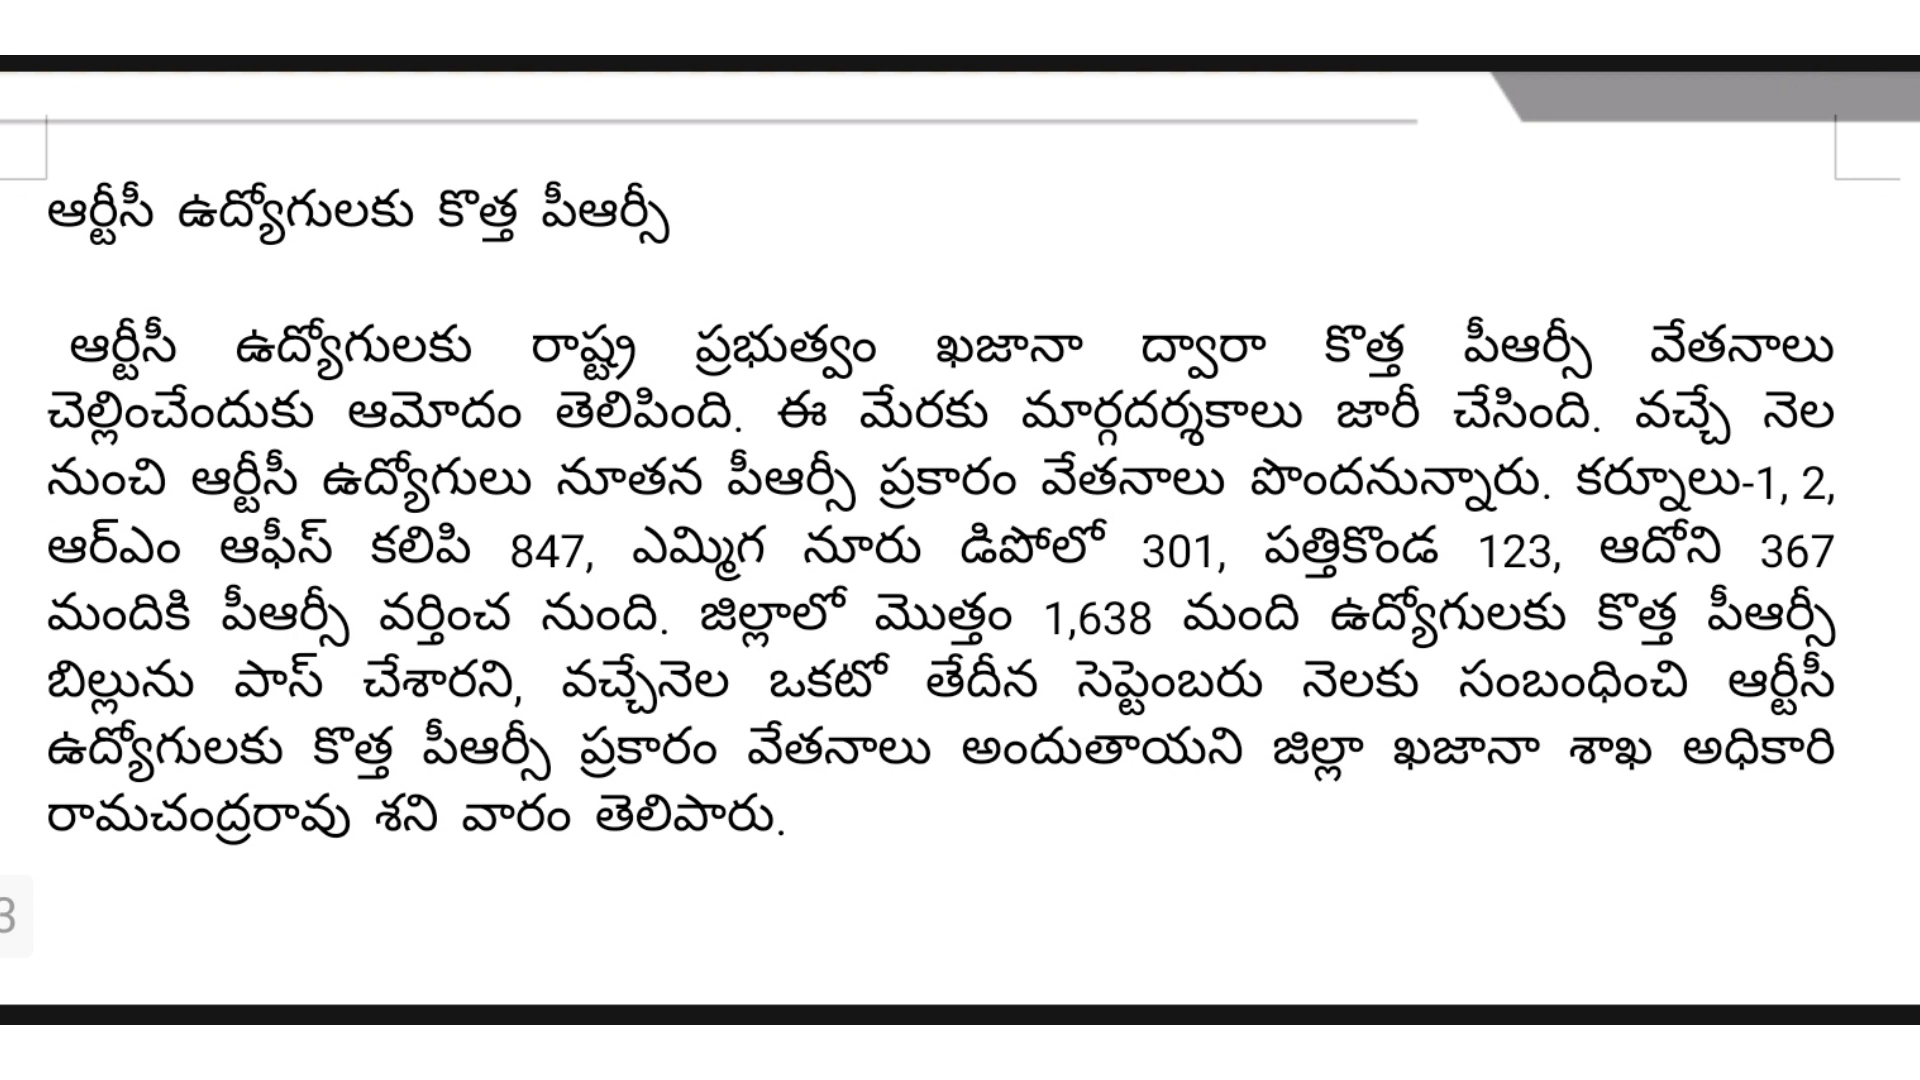 ఆర్టీసీ ఉద్యోగులకు కొత్త పీఆర్సీ
ఆర్టీసీ ఉద్యోగులకు రాష్ట్ర ప్రభుత్వం ఖజానా ద్వారా కొత్త పీఆర్సీ వేతనాలు
చెల్లించేందుకు ఆమోదం తెలిపింది. ఈ మేరకు మార్గదర్శకాలు జారీ చేసింది. వచ్చే నెల
నుంచి ఆర్టీసీ ఉద్యోగులు నూతన పీఆర్సీ ప్రకారం వేతనాలు పొందనున్నారు. కర్నూలు-1, 2,
ఆర్ఎం ఆఫీస్ కలిపి 847, ఎమ్మిగ నూరు డిపోలో 301, పత్తికొండ 123, ఆదోని 367
మందికి పీఆర్సీ వర్తించ నుంది. జిల్లాలో మొత్తం 1,638 మంది ఉద్యోగులకు కొత్త పీఆర్సీ
బిల్లును పాస్ చేశారని, వచ్చేనెల ఒకటో తేదీన సెప్టెంబరు నెలకు సంబంధించి ఆర్టీసీ
ఉద్యోగులకు కొత్త పీఆర్సీ ప్రకారం వేతనాలు అందుతాయని జిల్లా ఖజానా శాఖ అధికారి
రామచంద్రరావు శని వారం తెలిపారు.
3